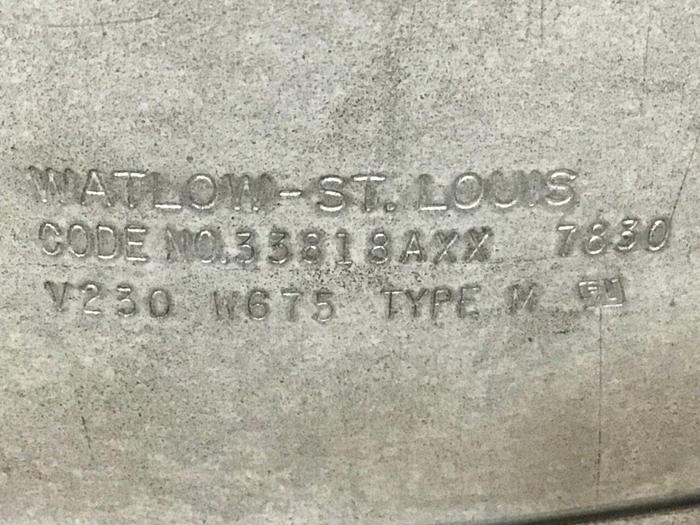 WATLOW-ST. LOUIS
CODE NO.33818AXX 7830
V230 W675 TYPE M